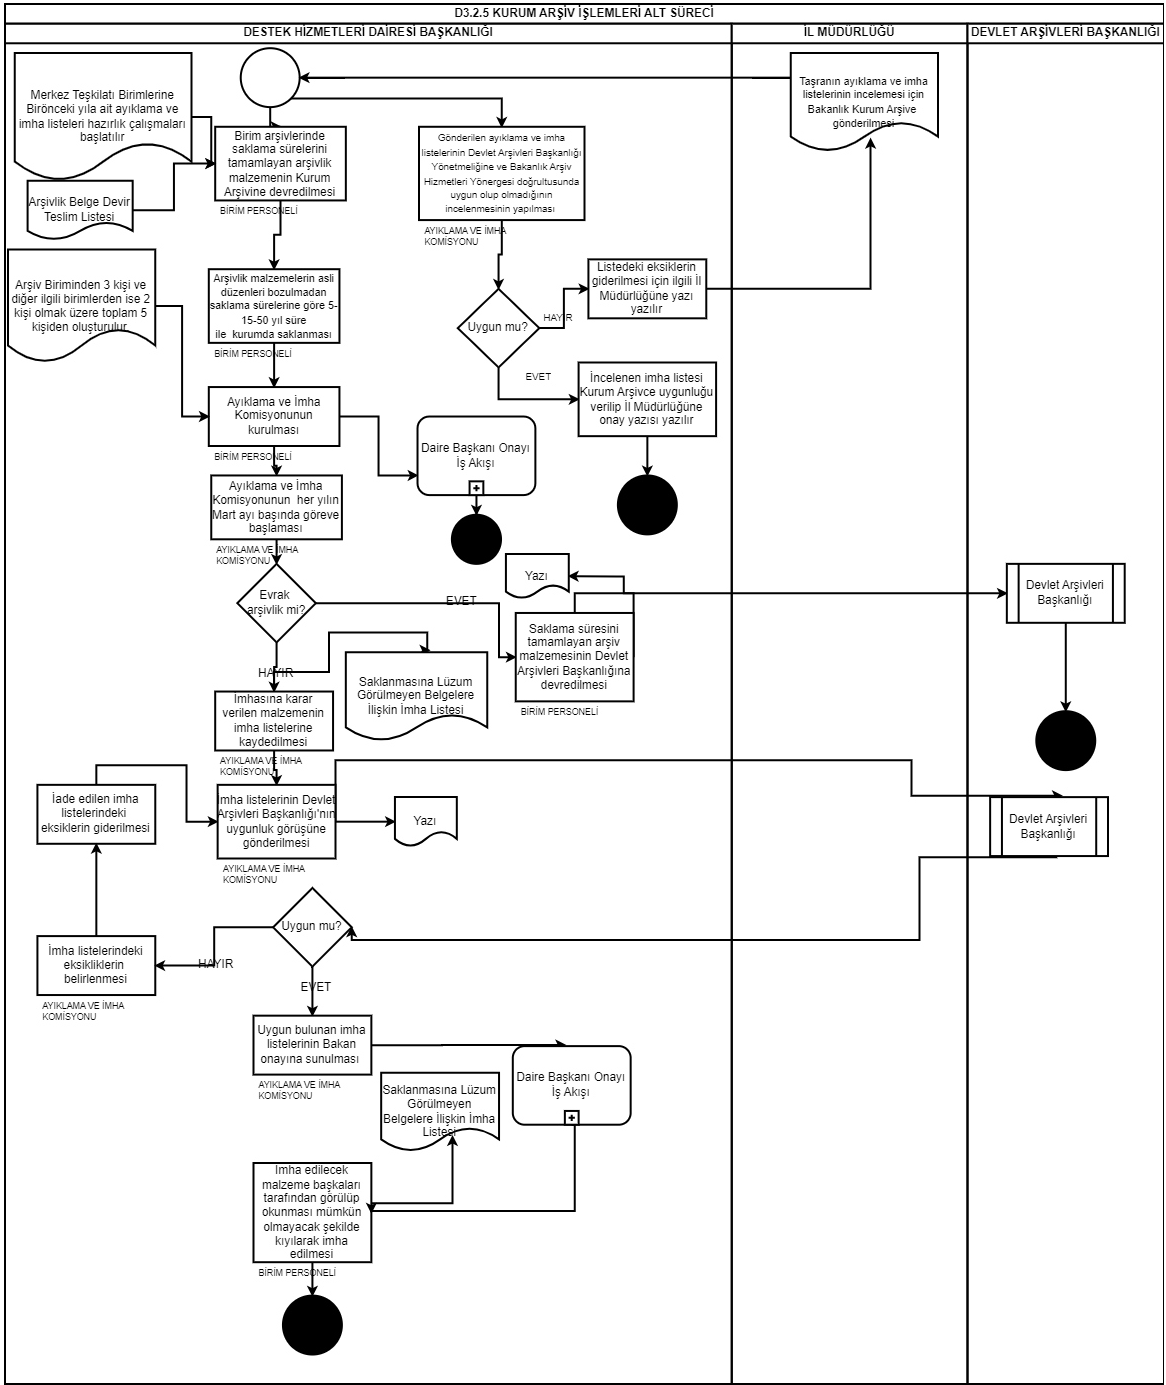 D3.2.5 KURUM ARŞİV İŞLEMLERİ ALT SÜRECİ
DESTEK HİZMETLERİ DAİRESİ BAŞKANLIĞI
İL MÜDÜRLÜĞÜ
DEVLET ARŞİVLERİ BAŞKANLIĞI
Merkez Teşkilatı Birimlerine
Birönceki yıla ait ayıklama ve
imha listeleri hazırlık çalışmaları
başlatılır
Taşranın ayıklama ve imha
listelerinin incelemesi için
Bakanlık Kurum Arşive
gönderilmesi
Birim arşivlerinde
saklama sürelerini
tamamlayan arşivlik
malzemenin Kurum
Arşivine devredilmesi
BİRİM PERSONELİ
Gönderilen ayıklama ve imha
listelerinin Devlet Arşivleri Başkanlığı
Yönetmeliğine ve Bakanlık Arşiv
Hizmetleri Yönergesi doğrultusunda
uygun olup olmadığının
incelenmesinin yapılması
AYIKLAMA VE İMHA
KOMİSYONU
Arşivlik Belge Devir
Teslim Listesi
Arşiv Biriminden 3 kişi ve
diğer ilgili birimlerden ise 2
kişi olmak üzere toplam 5
kişiden oluşturulur
Arşivlik malzemelerin asli
düzenleri bozulmadan
saklama sürelerine göre 5-
15-50 yıl süre
ile kurumda saklanması
BİRİM PERSONELİ
Listedeki eksiklerin
giderilmesi için ilgili İl
Müdürlüğüne yazı
yazılır
Uygun mu?
HAYIR
EVET
İncelenen imha listesi
Kurum Arşivce uygunluğu
verilip İl Müdürlüğüne
onay yazısı yazılır
Ayıklama ve İmha
Komisyonunun
kurulması
BİRİM PERSONELİ
Daire Başkanı Onayı
İş Akışı
Ayıklama ve İmha
Komisyonunun her yılın
Mart ayı başında göreve
başlaması
AYIKLAMA VE İMHA
KOMİSYONU
Evrak
arşivlik mi?
EVET
HAYIR
Yazı
Devlet Arşivleri
Başkanlığı
Saklama süresini
tamamlayan arşiv
malzemesinin Devlet
Arşivleri Başkanlığına
devredilmesi
BİRİM PERSONELİ
Saklanmasına Lüzum
Görülmeyen Belgelere
İlişkin İmha Listesi
İmhasına karar
verilen malzemenin
imha listelerine
kaydedilmesi
AYIKLAMA VE İMHA
KOMİSYONU
İade edilen imha
listelerindeki
eksiklerin giderilmesi
İmha listelerinin Devlet
Arşivleri Başkanlığı'nın
uygunluk görüşüne
gönderilmesi
AYIKLAMA VE İMHA
KOMİSYONU
Yazı
Devlet Arşivleri
Başkanlığı
Uygun mu?
HAYIR
EVET
İmha listelerindeki
eksikliklerin
belirlenmesi
AYIKLAMA VE İMHA
KOMİSYONU
Uygun bulunan imha
listelerinin Bakan
onayına sunulması
AYIKLAMA VE İMHA
KOMİSYONU
Daire Başkanı Onayı
İş Akışı
Saklanmasına Lüzum
Görülmeyen
Belgelere İlişkin İmha
Listesi
İmha edilecek
malzeme başkaları
tarafından görülüp
okunması mümkün
olmayacak şekilde
kıyılarak imha
edilmesi
BİRİM PERSONELİ